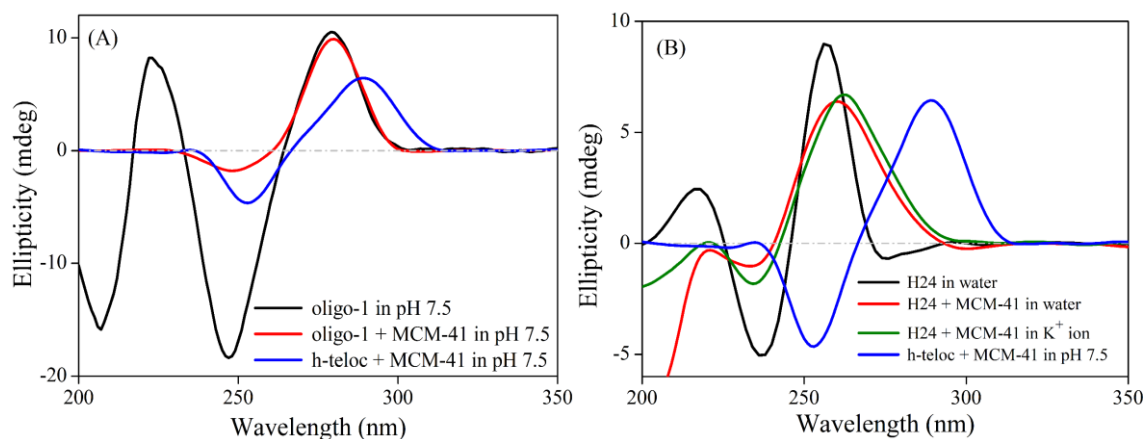 (A)
Ellipticity (mdeg)
10
0
-10
-20
oligo-1 in pH 7.5
oligo-1 + MCM-41 in pH 7.5
h-teloc + MCM-41 in pH 7.5
200 250 300 350
Wavelength (nm)
(B)
Ellipticity (mdeg)
10
5
0
-5
H24 in water
H24 + MCM-41 in water
H24 + MCM-41 in K⁺ ion
h-teloc + MCM-41 in pH 7.5
200 250 300 350
Wavelength (nm)